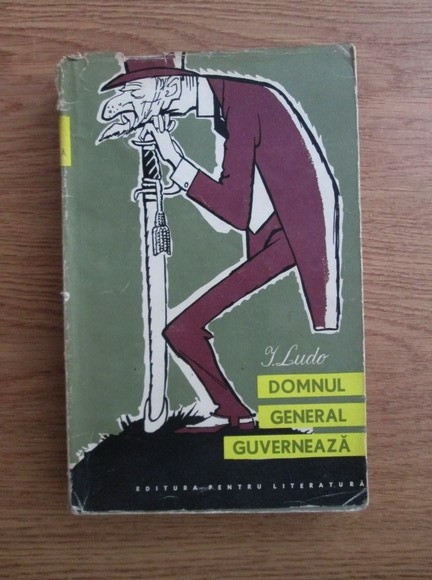 I. Ludo
DOMNUL
GENERAL
GUVERNEAZĂ
EDITURA PENTRU LITERATURĂ